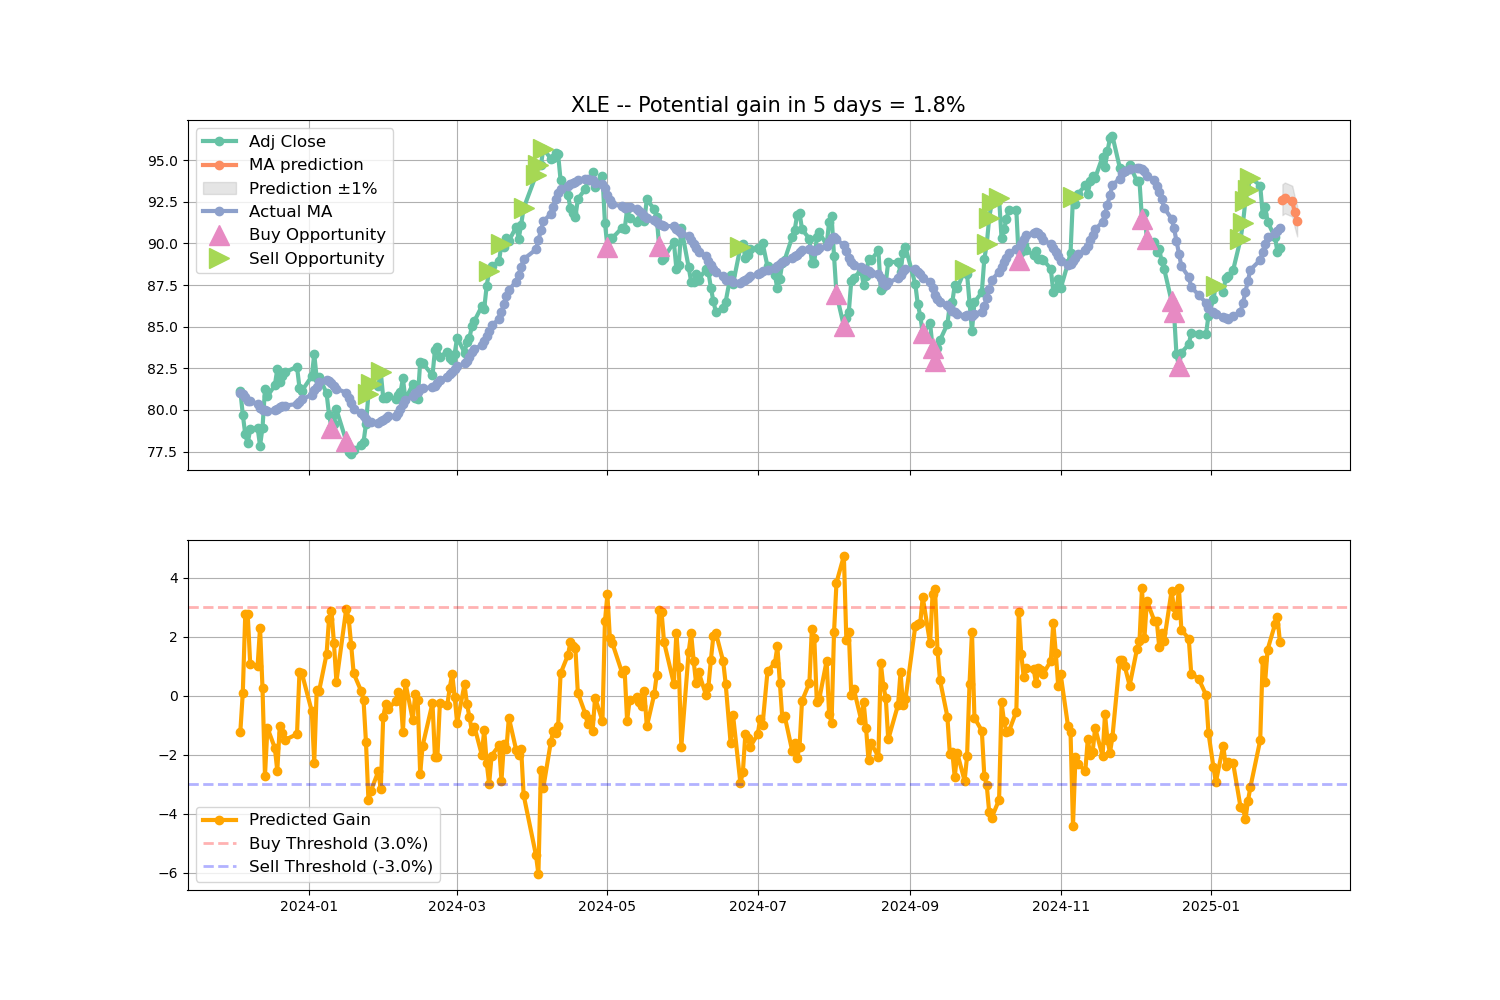 XLE -- Potential gain in 5 days = 1.8%
Adj Close
MA prediction
Prediction ±1%
Actual MA
Buy Opportunity
Sell Opportunity
95.0
92.5
90.0
87.5
85.0
82.5
80.0
77.5
4
2
0
−2
−4
−6
Predicted Gain
Buy Threshold (3.0%)
Sell Threshold (-3.0%)
2024-01 2024-03 2024-05 2024-07 2024-09 2024-11 2025-01